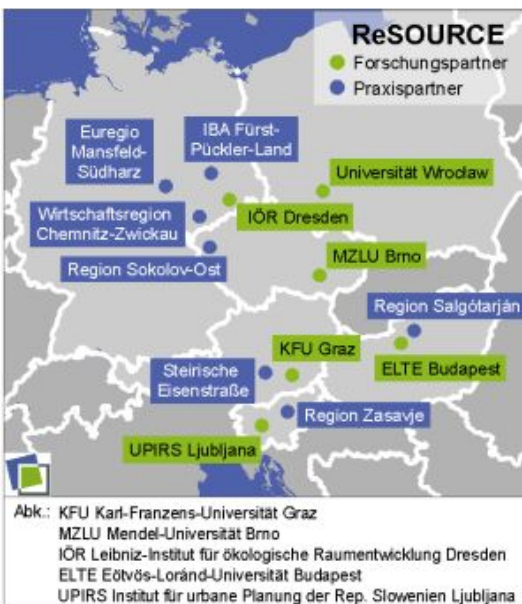 ReSOURCE
Forschungspartner
Praxispartner
Euregio
Mansfeld-
Südharz
IBA Fürst-
Pückler-Land
Universität Wrocław
Wirtschaftsregion
Chemnitz-Zwickau
IÖR Dresden
Region Sokolov-Ost
MZLU Brno
Region Salgótarján
KFU Graz
Steirische
Eisenstraße
ELTE Budapest
Region Zasavje
UPIRS Ljubljana
Abk.: KFU Karl-Franzens-Universität Graz
MZLU Mendel-Universität Brno
IÖR Leibniz-Institut für ökologische Raumentwicklung Dresden
ELTE Eötvös-Loránd-Universität Budapest
UPIRS Institut für urbane Planung der Rep. Slowenien Ljubljana